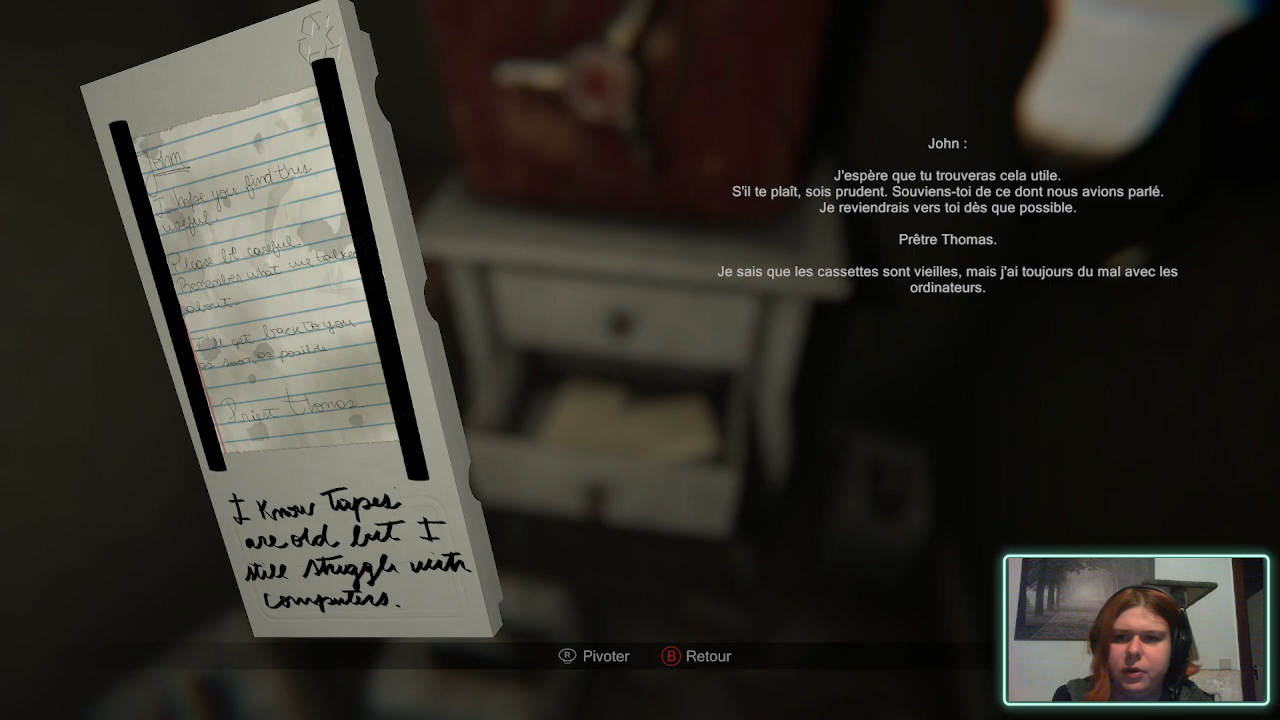 John
I hope you find this
useful.
Please be careful.
Remember what we talked
about.
I'll get back to you
as soon as posible
Priest Thomas
I know Tapes
are old but I
still struggle with
computers.
John :
J'espère que tu trouveras cela utile.
S'il te plaît, sois prudent. Souviens-toi de ce dont nous avions parlé.
Je reviendrais vers toi dès que possible.
Prêtre Thomas.
Je sais que les cassettes sont vieilles, mais j'ai toujours du mal avec les
ordinateurs.
R Pivoter B Retour